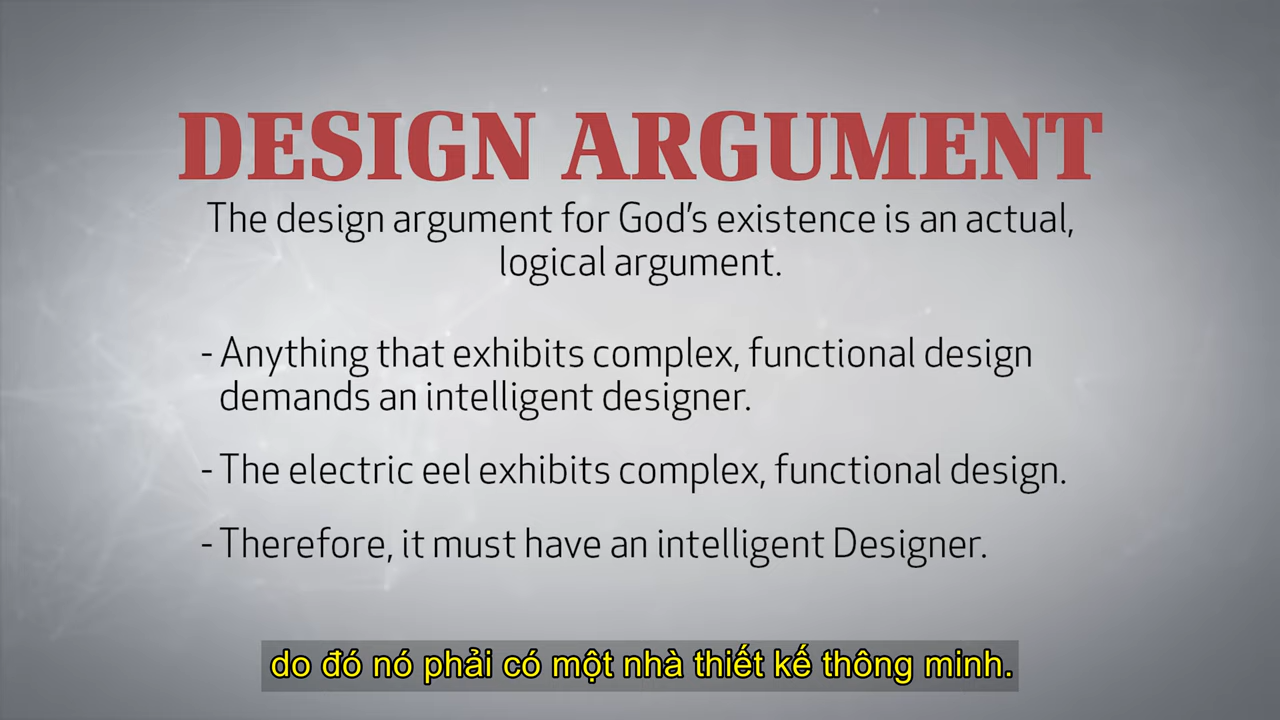 DESIGN ARGUMENT
The design argument for God's existence is an actual,
logical argument.
- Anything that exhibits complex, functional design
demands an intelligent designer.
- The electric eel exhibits complex, functional design.
- Therefore, it must have an intelligent Designer.
do đó nó phải có một nhà thiết kế thông minh.